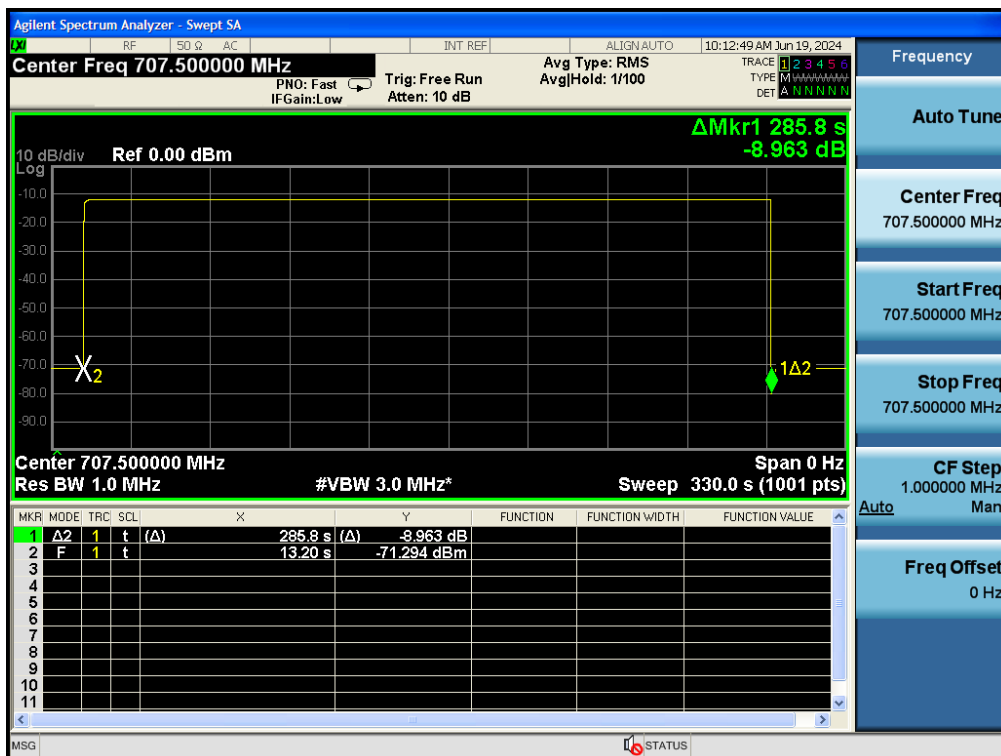 Agilent Spectrum Analyzer - Swept SA
LXI RF 50 Ω AC INT REF ALIGN AUTO 10:12:49 AM Jun 19, 2024
Center Freq 707.500000 MHz
PNO: Fast
IFGain:Low
Trig: Free Run
Atten: 10 dB
Avg Type: RMS
Avg|Hold: 1/100
TRACE 1 2 3 4 5 6
TYPE M WWWWW
DET A N N N N N
ΔMkr1 285.8 s
-8.963 dB
10 dB/div Ref 0.00 dBm
Log
-10.0
-20.0
-30.0
-40.0
-50.0
-60.0
-70.0
-80.0
-90.0
2
1Δ2
Center 707.500000 MHz Span 0 Hz
Res BW 1.0 MHz #VBW 3.0 MHz* Sweep 330.0 s (1001 pts)
MKR MODE TRC SCL X Y FUNCTION FUNCTION WIDTH FUNCTION VALUE
1 Δ2 1 t (Δ) 285.8 s (Δ) -8.963 dB
2 F 1 t 13.20 s -71.294 dBm
3
4
5
6
7
8
9
10
11
MSG STATUS
Frequency
Auto Tune
Center Freq
707.500000 MHz
Start Freq
707.500000 MHz
Stop Freq
707.500000 MHz
CF Step
1.000000 MHz
Auto Man
Freq Offset
0 Hz